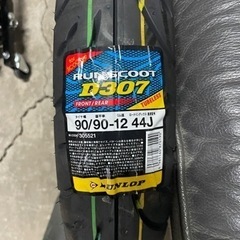 RUNSCOOT
D307
FRONT/REAR
TUBELESS
90/90-12 44J
305521
DUNLOP